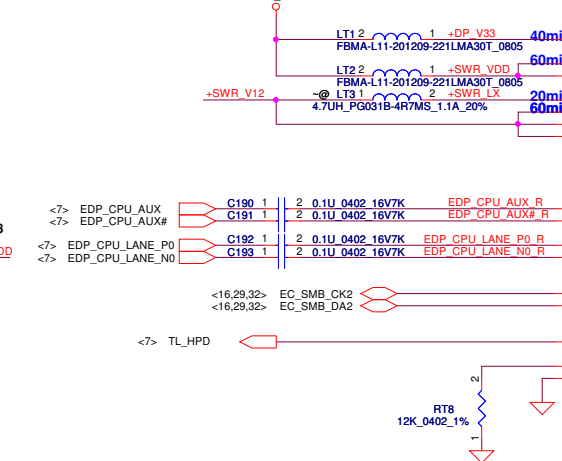 LT1 2 1 +DP_V33 40mi
FBMA-L11-201209-221LMA30T_0805
60mi
LT2 2 1 +SWR_VDD
FBMA-L11-201209-221LMA30T_0805
+SWR_V12 ~@ LT3 1 2 +SWR_LX 20mi
4.7UH_PG031B-4R7MS_1.1A_20% 60mi
<7> EDP_CPU_AUX C190 1 2 0.1U_0402_16V7K EDP_CPU_AUX_R
<7> EDP_CPU_AUX# C191 1 2 0.1U_0402_16V7K EDP_CPU_AUX#_R
<7> EDP_CPU_LANE_P0 C192 1 2 0.1U_0402_16V7K EDP_CPU_LANE_P0_R
<7> EDP_CPU_LANE_N0 C193 1 2 0.1U_0402_16V7K EDP_CPU_LANE_N0_R
<16,29,32> EC_SMB_CK2
<16,29,32> EC_SMB_DA2
<7> TL_HPD
2
RT8
12K_0402_1%
1